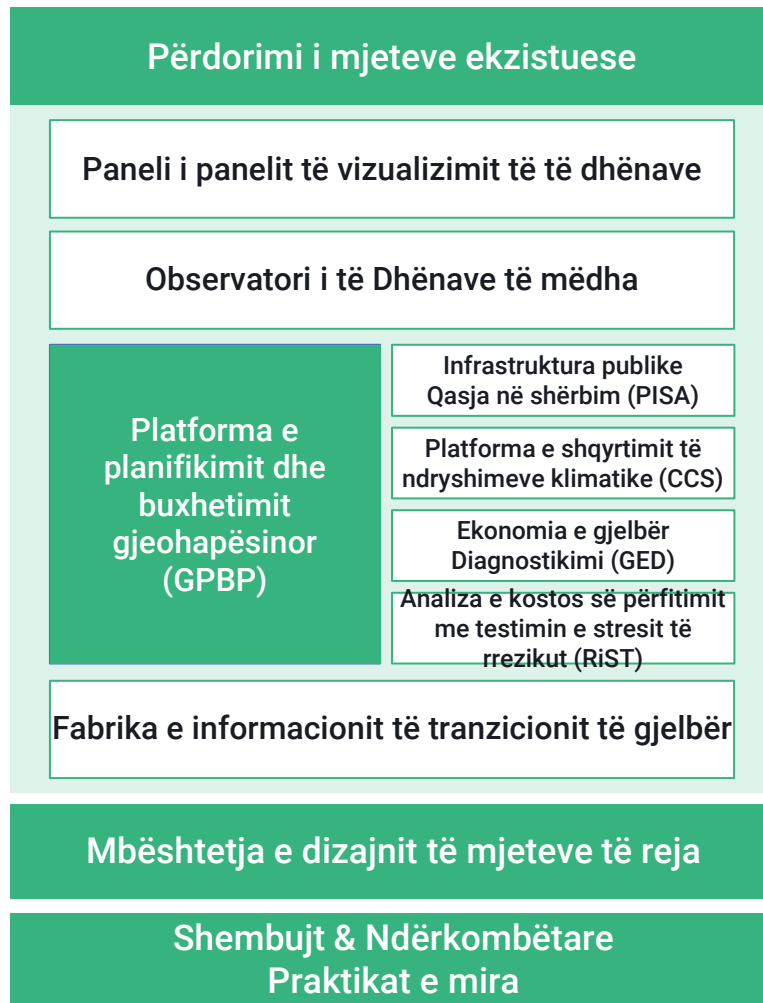 Përdorimi i mjeteve ekzistuese
Paneli i panelit të vizualizimit të të dhënave
Observatori i të Dhënave të mëdha
Platforma e
planifikimit dhe
buxhetimit
gjeohapësinor
(GPBP)
Infrastruktura publike
Qasja në shërbim (PISA)
Platforma e shqyrtimit të
ndryshimeve klimatike (CCS)
Ekonomia e gjelbër
Diagnostikimi (GED)
Analiza e kostos së përfitimit
me testimin e stresit të
rrezikut (RiST)
Fabrika e informacionit të tranzicionit të gjelbër
Mbështetja e dizajnit të mjeteve të reja
Shembujt & Ndërkombëtare
Praktikat e mira